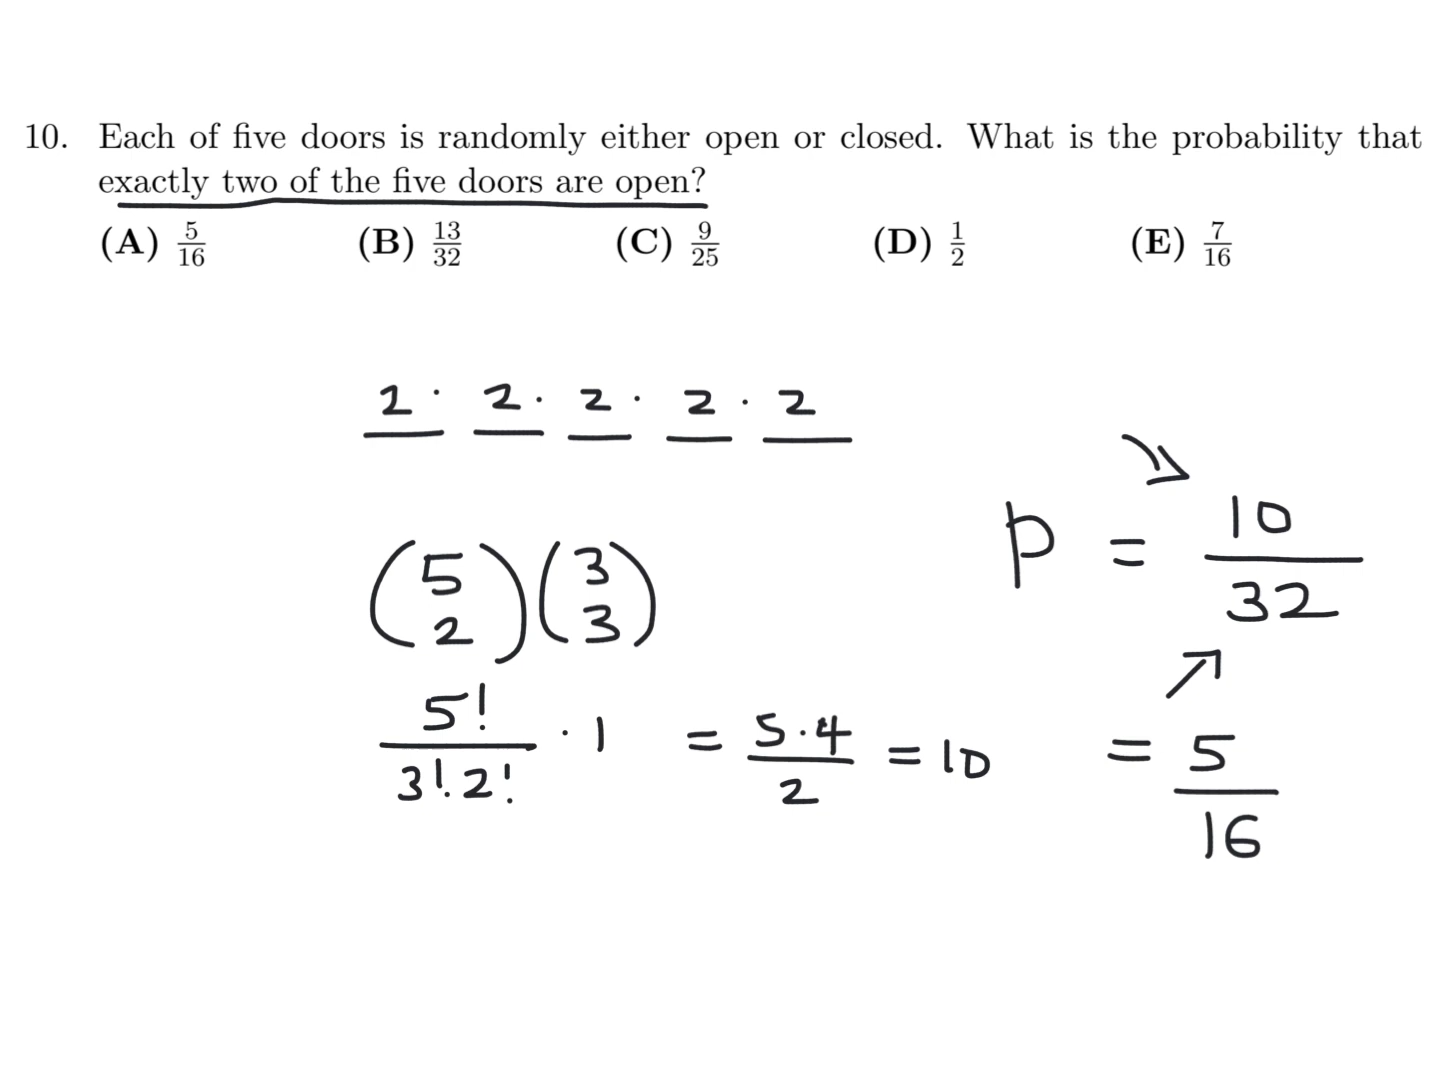 10. Each of five doors is randomly either open or closed. What is the probability that
exactly two of the five doors are open?
(A) 5/16 (B) 13/32 (C) 9/25 (D) 1/2 (E) 7/16
2 · 2 · 2 · 2 · 2
p = 10/32
(5 2)(3 3)
5!/3!2! · 1 = 5·4/2 = 10
= 5/16